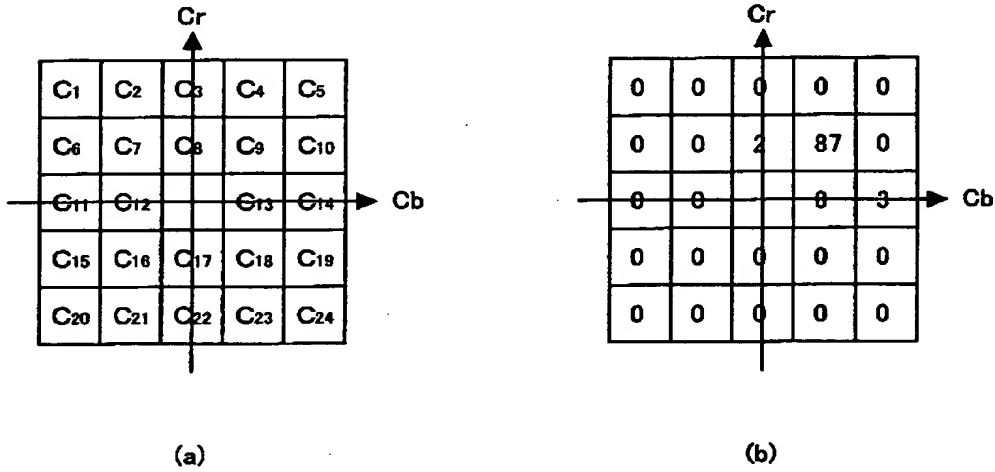 Cr
C1 C2 C3 C4 C5
C6 C7 C8 C9 C10
C11 C12 C13 C14 Cb
C15 C16 C17 C18 C19
C20 C21 C22 C23 C24
(a)
Cr
0 0 0 0 0
0 0 2 87 0
0 0 8 3 Cb
0 0 0 0 0
0 0 0 0 0
(b)